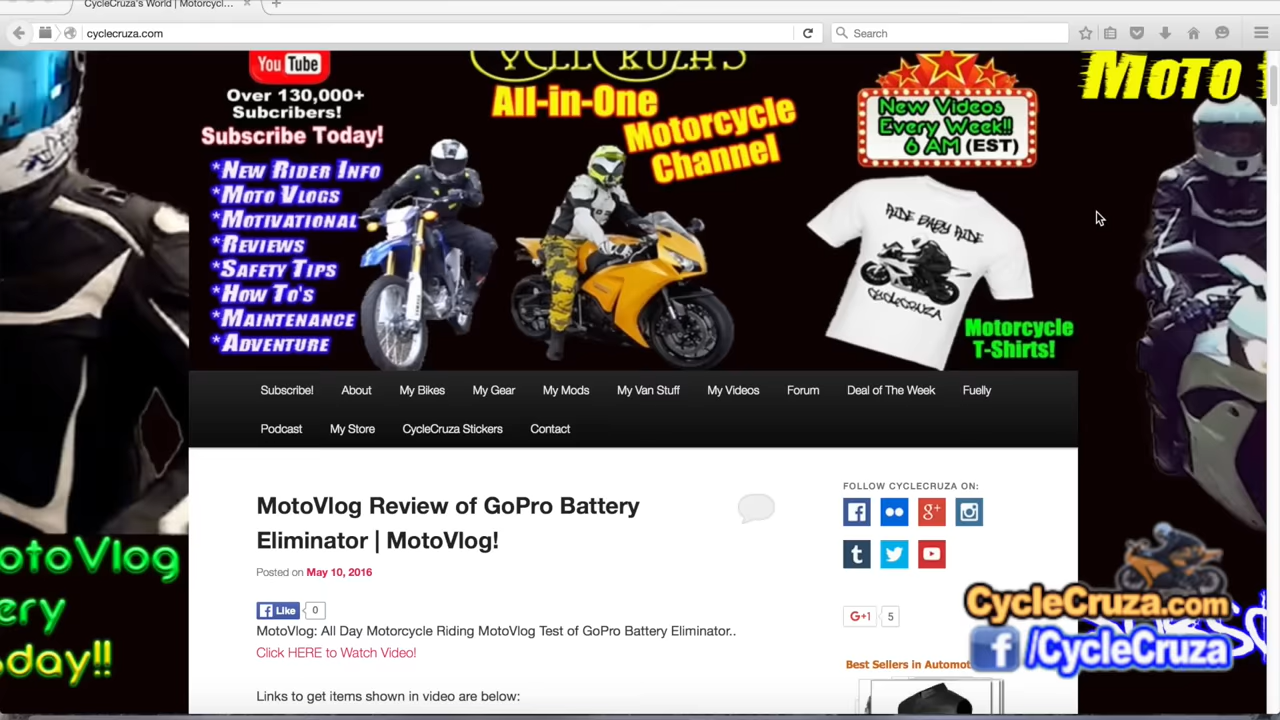 CycleCruza's World | Motorcycl...
cyclecruza.com
Search
You Tube
Over 130,000+
Subcribers!
Subscribe Today!
*New Rider Info
*Moto Vlogs
*Motivational
*Reviews
*Safety Tips
*How To's
*Maintenance
*Adventure
CycleCruza's
All-in-One
Motorcycle
Channel
New Videos
Every Week!!
6 AM (EST)
RIDE BABY RIDE
CYCLECRUZA
Motorcycle
T-Shirts!
Moto
Subscribe! About My Bikes My Gear My Mods My Van Stuff My Videos Forum Deal of The Week Fuelly
Podcast My Store CycleCruza Stickers Contact
MotoVlog Review of GoPro Battery
Eliminator | MotoVlog!
Posted on May 10, 2016
Like 0
MotoVlog: All Day Motorcycle Riding MotoVlog Test of GoPro Battery Eliminator..
Click HERE to Watch Video!
Links to get items shown in video are below:
FOLLOW CYCLECRUZA ON:
G+1 5
Best Sellers in Automot
otoVlog
ery
sday!!
CycleCruza.com
f/CycleCruza